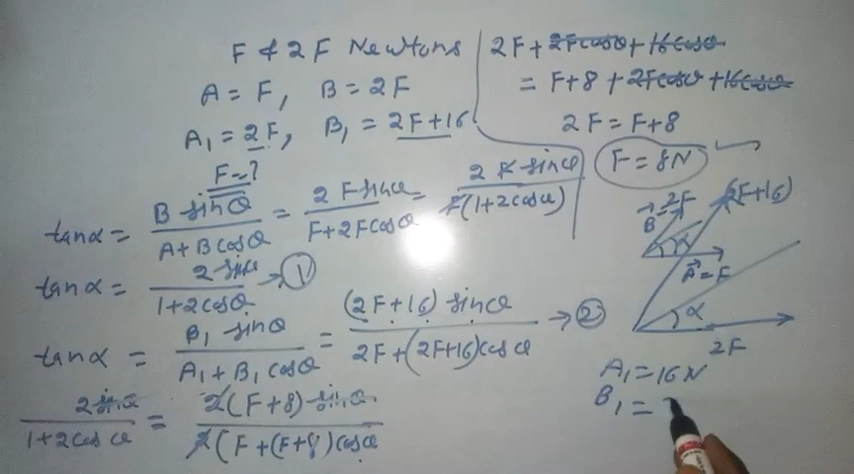 F & 2F Newtons
A = F, B = 2F
A₁ = 2F, B₁ = 2F+16
F = ?
tanα = B sinθ / A + B cosθ = 2F sinθ / F + 2F cosθ = 2F sinθ / F(1 + 2cosθ)
tanα = 2 sinθ / 1 + 2cosθ → ①
tanα = B₁ sinθ / A₁ + B₁ cosθ = (2F+16) sinθ / 2F + (2F+16) cosθ → ②
2 sinθ / 1 + 2cosθ = 2(F+8) sinθ / 2(F + (F+8) cosθ
2F + 2Fcosθ + 16cosθ
= F + 8 + 2Fcosθ + 16cosθ
2F = F + 8
F = 8N
B⃗ = 2F (2F+16)
α
A⃗ = F
α
2F
A₁ = 16N
B₁ =